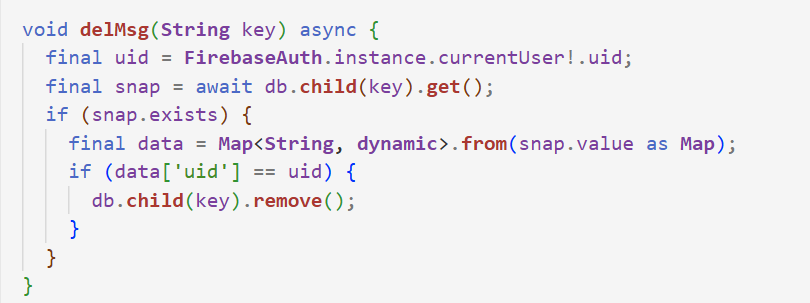 void delMsg(String key) async {
  final uid = FirebaseAuth.instance.currentUser!.uid;
  final snap = await db.child(key).get();
  if (snap.exists) {
    final data = Map<String, dynamic>.from(snap.value as Map);
    if (data['uid'] == uid) {
      db.child(key).remove();
    }
  }
}